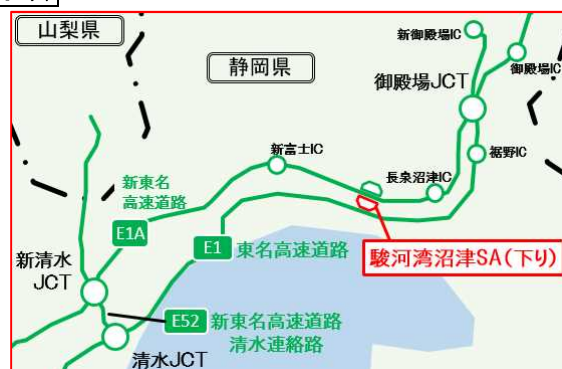 山梨県
静岡県
新御殿場IC
御殿場IC
御殿場JCT
新富士IC
裾野IC
長泉沼津IC
新東名
高速道路
E1A
E1 東名高速道路
駿河湾沼津SA(下り)
新清水
JCT
E52 新東名高速道路
清水連絡路
清水JCT